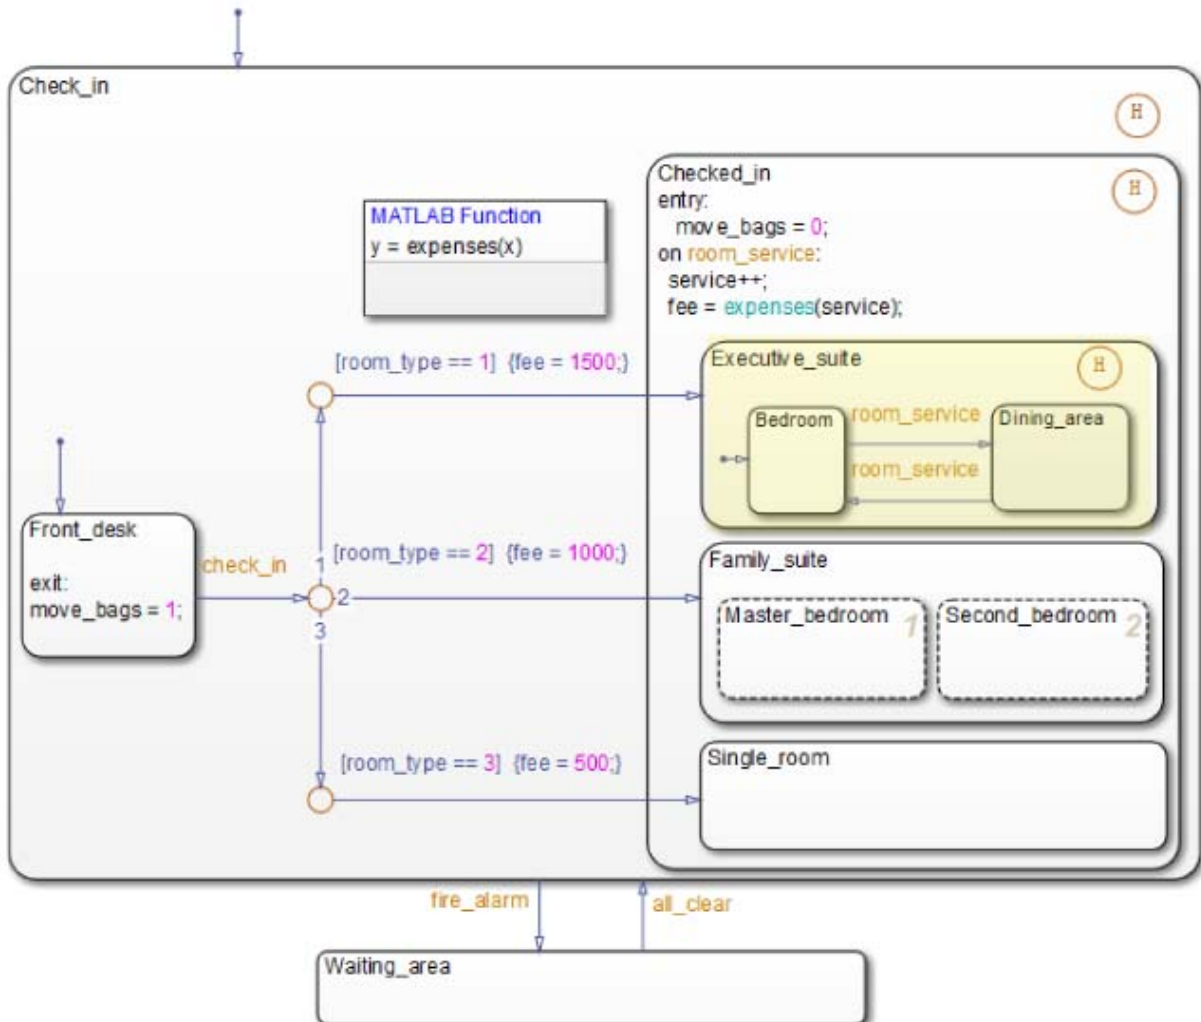 Check_in
H
Checked_in
H
entry:
move_bags = 0;
on room_service:
service++;
fee = expenses(service);
MATLAB Function
y = expenses(x)
[room_type == 1] {fee = 1500;}
Executive_suite
H
Bedroom
room_service
Dining_area
room_service
Front_desk
exit:
move_bags = 1;
check_in
1
2
3
[room_type == 2] {fee = 1000;}
Family_suite
Master_bedroom 1
Second_bedroom 2
[room_type == 3] {fee = 500;}
Single_room
fire_alarm
all_clear
Waiting_area